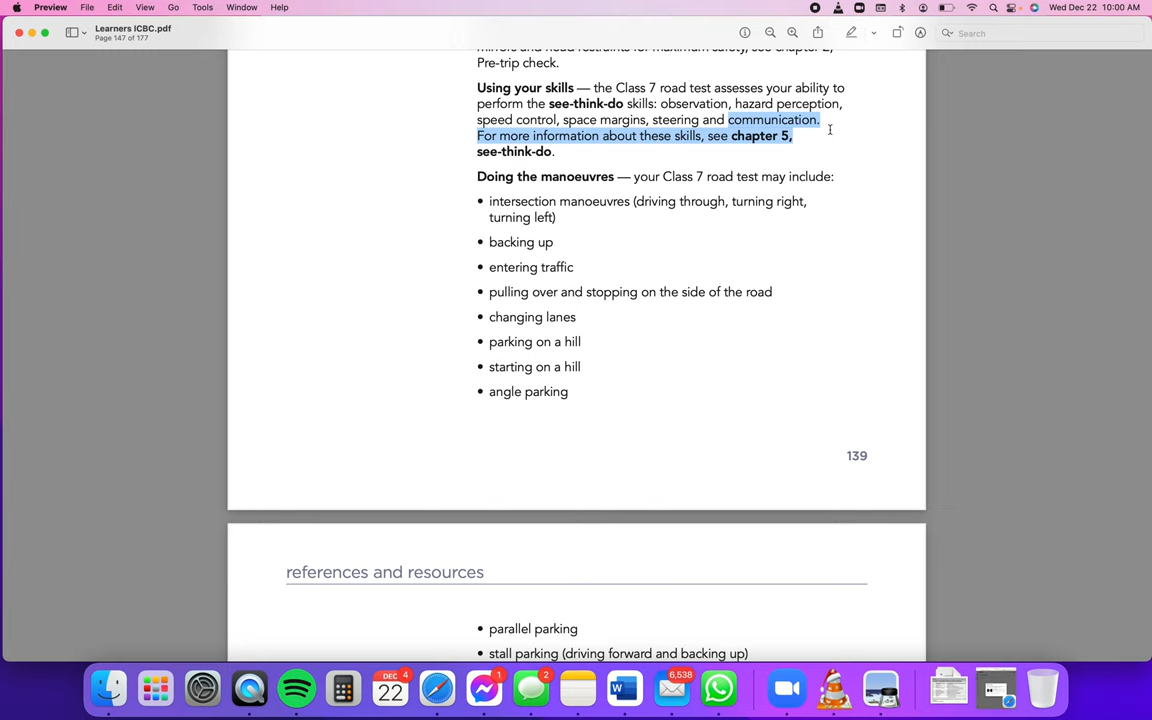 Preview File Edit View Go Tools Window Help Wed Dec 22 10:00 AM
Learners ICBC.pdf
Page 147 of 177
Search
Pre-trip check.
Using your skills — the Class 7 road test assesses your ability to
perform the see-think-do skills: observation, hazard perception,
speed control, space margins, steering and communication.
For more information about these skills, see chapter 5,
see-think-do.
Doing the manoeuvres — your Class 7 road test may include:
• intersection manoeuvres (driving through, turning right,
turning left)
• backing up
• entering traffic
• pulling over and stopping on the side of the road
• changing lanes
• parking on a hill
• starting on a hill
• angle parking
139
references and resources
• parallel parking
• stall parking (driving forward and backing up)
DEC 4 1 2 6,538
22